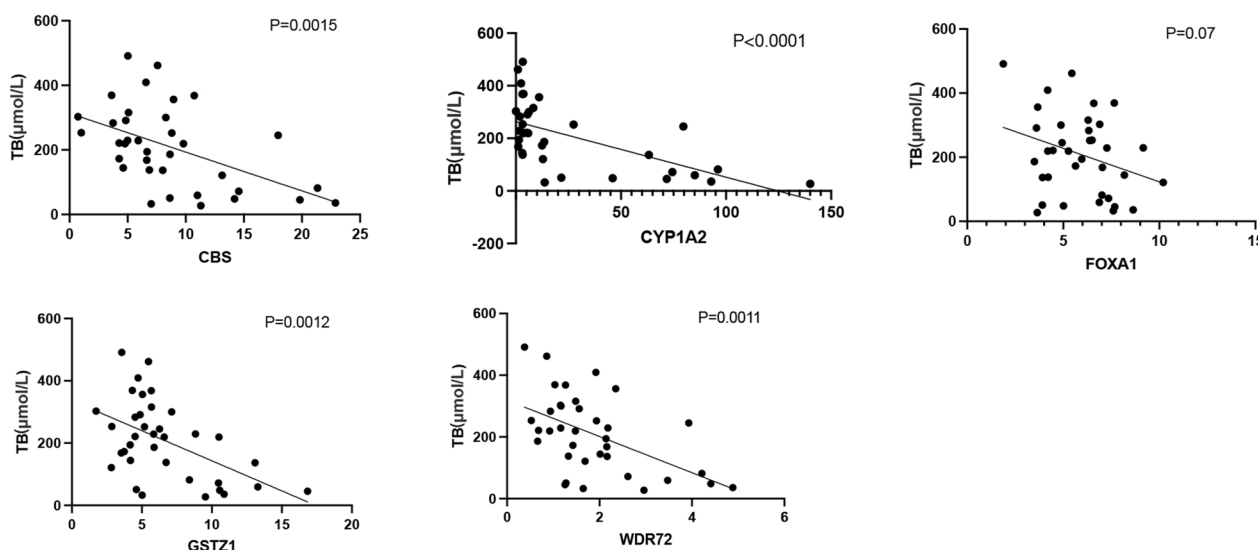 P=0.0015
TB(μmol/L)
600
400
200
0
0 5 10 15 20 25
CBS
P<0.0001
TB(μmol/L)
600
400
200
0
-200
50 100 150
CYP1A2
P=0.07
TB(μmol/L)
600
400
200
0
0 5 10 15
FOXA1
P=0.0012
TB(μmol/L)
600
400
200
0
0 5 10 15 20
GSTZ1
P=0.0011
TB(μmol/L)
600
400
200
0
0 2 4 6
WDR72